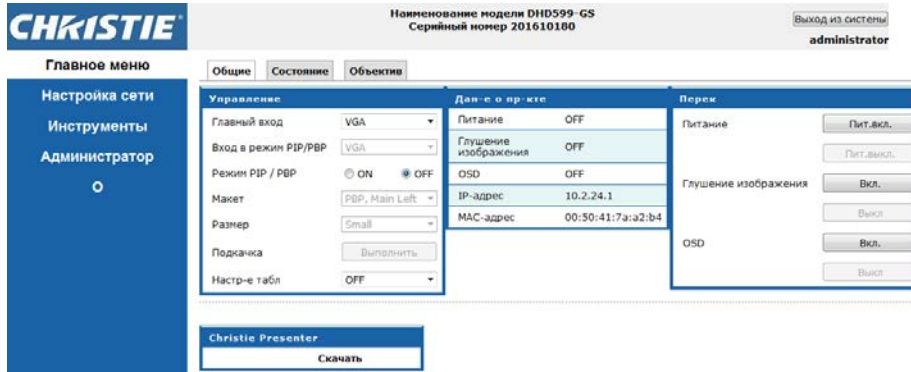 CHRISTIE
Наименование модели DHD599-GS
Серийный номер 201610180
Выход из системы
administrator
Главное меню
Настройка сети
Инструменты
Администратор
О
Общие
Состояние
Объектив
Управление
Главный вход VGA
Вход в режим PIP/PBP VGA
Режим PIP / PBP ON OFF
Макет PBP, Main Left
Размер Small
Подкачка Выполнить
Настр-е табл OFF
Дан-е о пр-кте
Питание OFF
Глушение
изображения OFF
OSD OFF
IP-адрес 10.2.24.1
MAC-адрес 00:50:41:7a:a2:b4
Перек
Питание Пит.вкл.
Пит.выкл.
Глушение изображения Вкл.
Выкл
OSD Вкл.
Выкл
Christie Presenter
Скачать